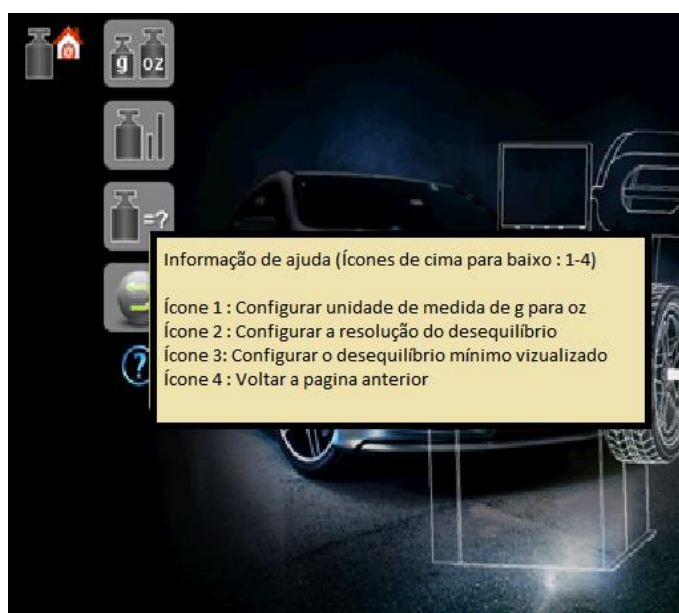 g oz
=?
Informação de ajuda (Ícones de cima para baixo : 1-4)
Ícone 1 : Configurar unidade de medida de g para oz
Ícone 2 : Configurar a resolução do desequilíbrio
Ícone 3: Configurar o desequilíbrio mínimo vizualizado
Ícone 4 : Voltar a pagina anterior
?